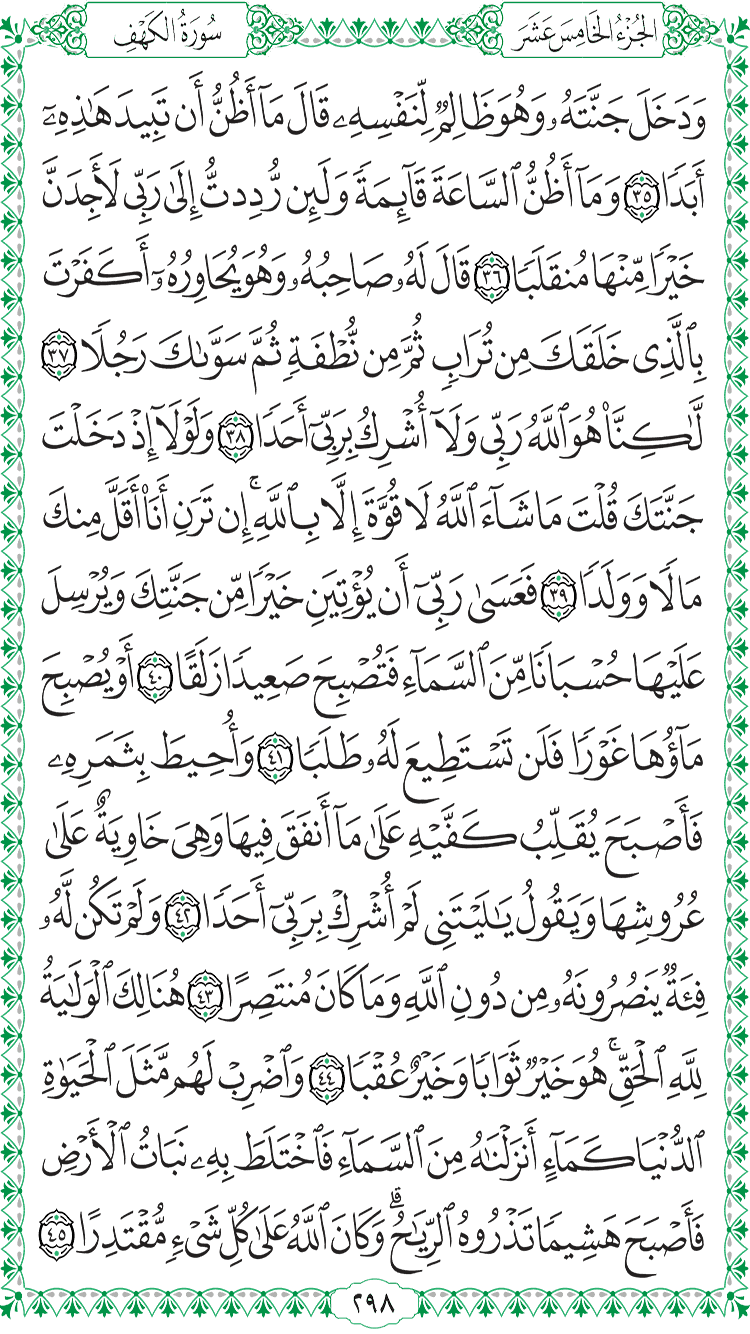 الجُزْءُ الخَامِسَ عَشَرَ
سُورَةُ الكَهْفِ
وَدَخَلَ جَنَّتَهُۥ وَهُوَ ظَالِمٌ لِّنَفْسِهِۦ قَالَ مَآ أَظُنُّ أَن تَبِيدَ هَٰذِهِۦٓ
أَبَدًا ٣٥ وَمَآ أَظُنُّ ٱلسَّاعَةَ قَآئِمَةً وَلَئِن رُّدِدتُّ إِلَىٰ رَبِّى لَأَجِدَنَّ
خَيْرًا مِّنْهَا مُنقَلَبًا ٣٦ قَالَ لَهُۥ صَاحِبُهُۥ وَهُوَ يُحَاوِرُهُۥٓ أَكَفَرْتَ
بِٱلَّذِى خَلَقَكَ مِن تُرَابٍ ثُمَّ مِن نُّطْفَةٍ ثُمَّ سَوَّىٰكَ رَجُلًا ٣٧
لَّٰكِنَّا۠ هُوَ ٱللَّهُ رَبِّى وَلَآ أُشْرِكُ بِرَبِّىٓ أَحَدًا ٣٨ وَلَوْلَآ إِذْ دَخَلْتَ
جَنَّتَكَ قُلْتَ مَا شَآءَ ٱللَّهُ لَا قُوَّةَ إِلَّا بِٱللَّهِ ۚ إِن تَرَنِ أَنَا۠ أَقَلَّ مِنكَ
مَالًا وَوَلَدًا ٣٩ فَعَسَىٰ رَبِّىٓ أَن يُؤْتِيَنِ خَيْرًا مِّن جَنَّتِكَ وَيُرْسِلَ
عَلَيْهَا حُسْبَانًا مِّنَ ٱلسَّمَآءِ فَتُصْبِحَ صَعِيدًا زَلَقًا ٤٠ أَوْ يُصْبِحَ
مَآؤُهَا غَوْرًا فَلَن تَسْتَطِيعَ لَهُۥ طَلَبًا ٤١ وَأُحِيطَ بِثَمَرِهِۦ
فَأَصْبَحَ يُقَلِّبُ كَفَّيْهِ عَلَىٰ مَآ أَنفَقَ فِيهَا وَهِىَ خَاوِيَةٌ عَلَىٰ
عُرُوشِهَا وَيَقُولُ يَٰلَيْتَنِى لَمْ أُشْرِكْ بِرَبِّىٓ أَحَدًا ٤٢ وَلَمْ تَكُن لَّهُۥ
فِئَةٌ يَنصُرُونَهُۥ مِن دُونِ ٱللَّهِ وَمَا كَانَ مُنتَصِرًا ٤٣ هُنَالِكَ ٱلْوَلَٰيَةُ
لِلَّهِ ٱلْحَقِّ ۚ هُوَ خَيْرٌ ثَوَابًا وَخَيْرٌ عُقْبًا ٤٤ وَٱضْرِبْ لَهُم مَّثَلَ ٱلْحَيَوٰةِ
ٱلدُّنْيَا كَمَآءٍ أَنزَلْنَٰهُ مِنَ ٱلسَّمَآءِ فَٱخْتَلَطَ بِهِۦ نَبَاتُ ٱلْأَرْضِ
فَأَصْبَحَ هَشِيمًا تَذْرُوهُ ٱلرِّيَٰحُ ۗ وَكَانَ ٱللَّهُ عَلَىٰ كُلِّ شَىْءٍ مُّقْتَدِرًا ٤٥
٢٩٨